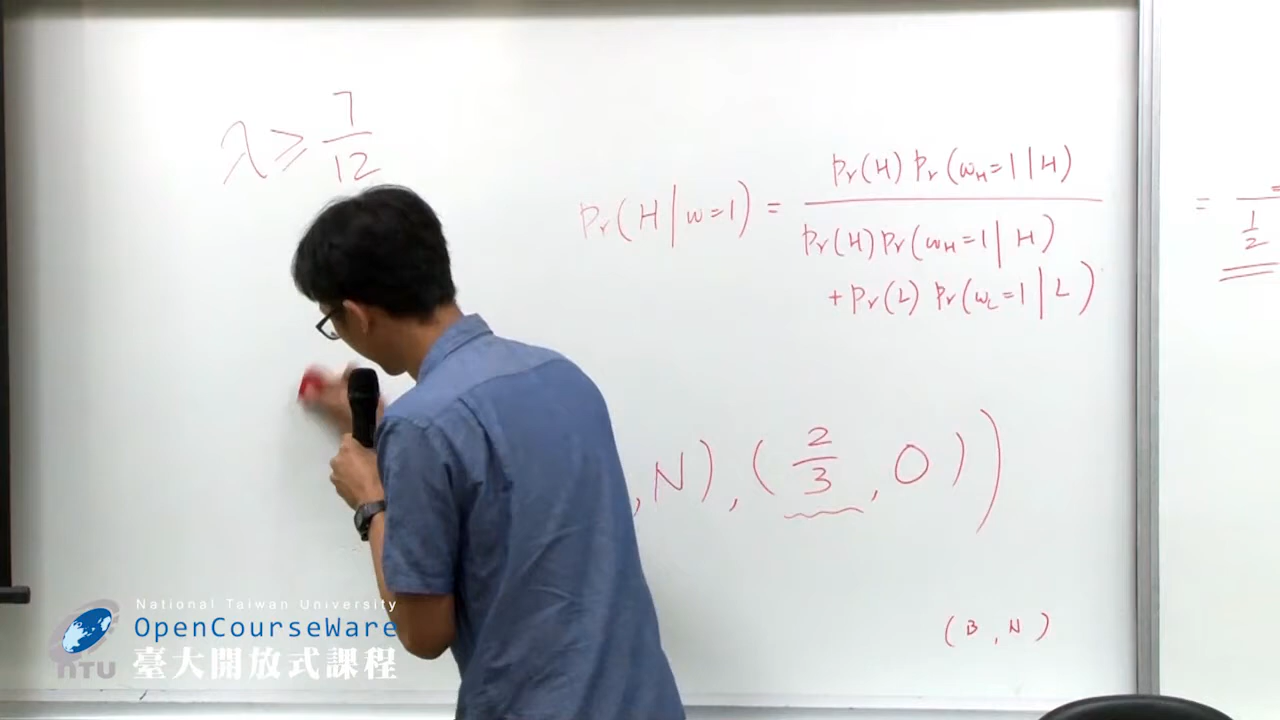 λ ≥ 7/12
Pr(H | w=1) = Pr(H) Pr(w_H=1 | H)
Pr(H) Pr(w_H=1 | H)
+ Pr(L) Pr(w_L=1 | L)
=
1/2
, N), (2/3, 0))
(B, N)
National Taiwan University
OpenCourseWare
臺大開放式課程
nTU